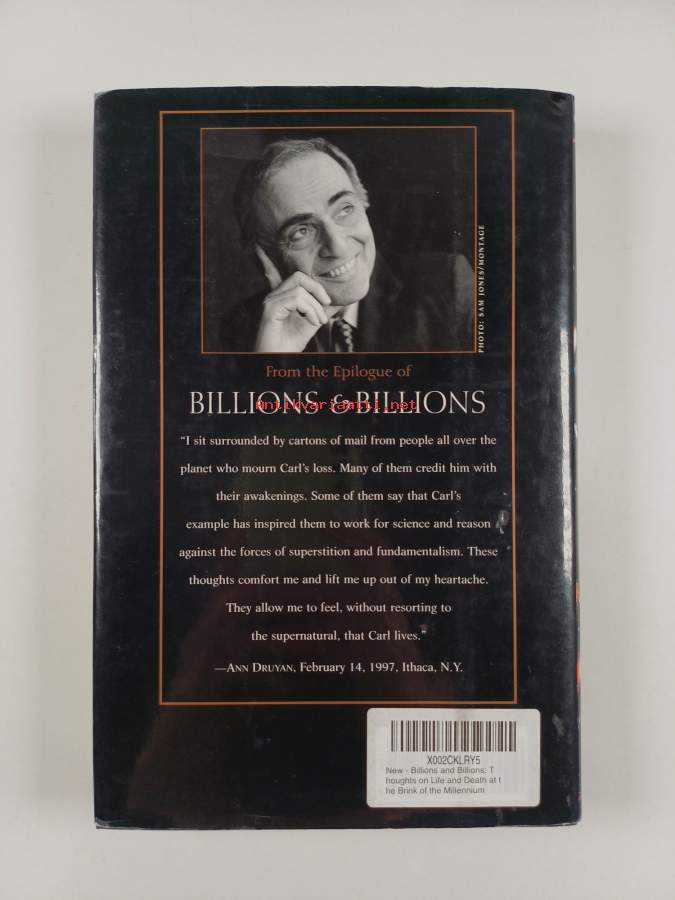 PHOTO: SAM JONES/MONTAGE
From the Epilogue of
BILLIONS & BILLIONS
antikvariaatti.net
“I sit surrounded by cartons of mail from people all over the
planet who mourn Carl’s loss. Many of them credit him with
their awakenings. Some of them say that Carl’s
example has inspired them to work for science and reason
against the forces of superstition and fundamentalism. These
thoughts comfort me and lift me up out of my heartache.
They allow me to feel, without resorting to
the supernatural, that Carl lives.”
—ANN DRUYAN, February 14, 1997, Ithaca, N.Y.
X002CKLRY5
New - Billions and Billions: T
houghts on Life and Death at t
he Brink of the Millennium